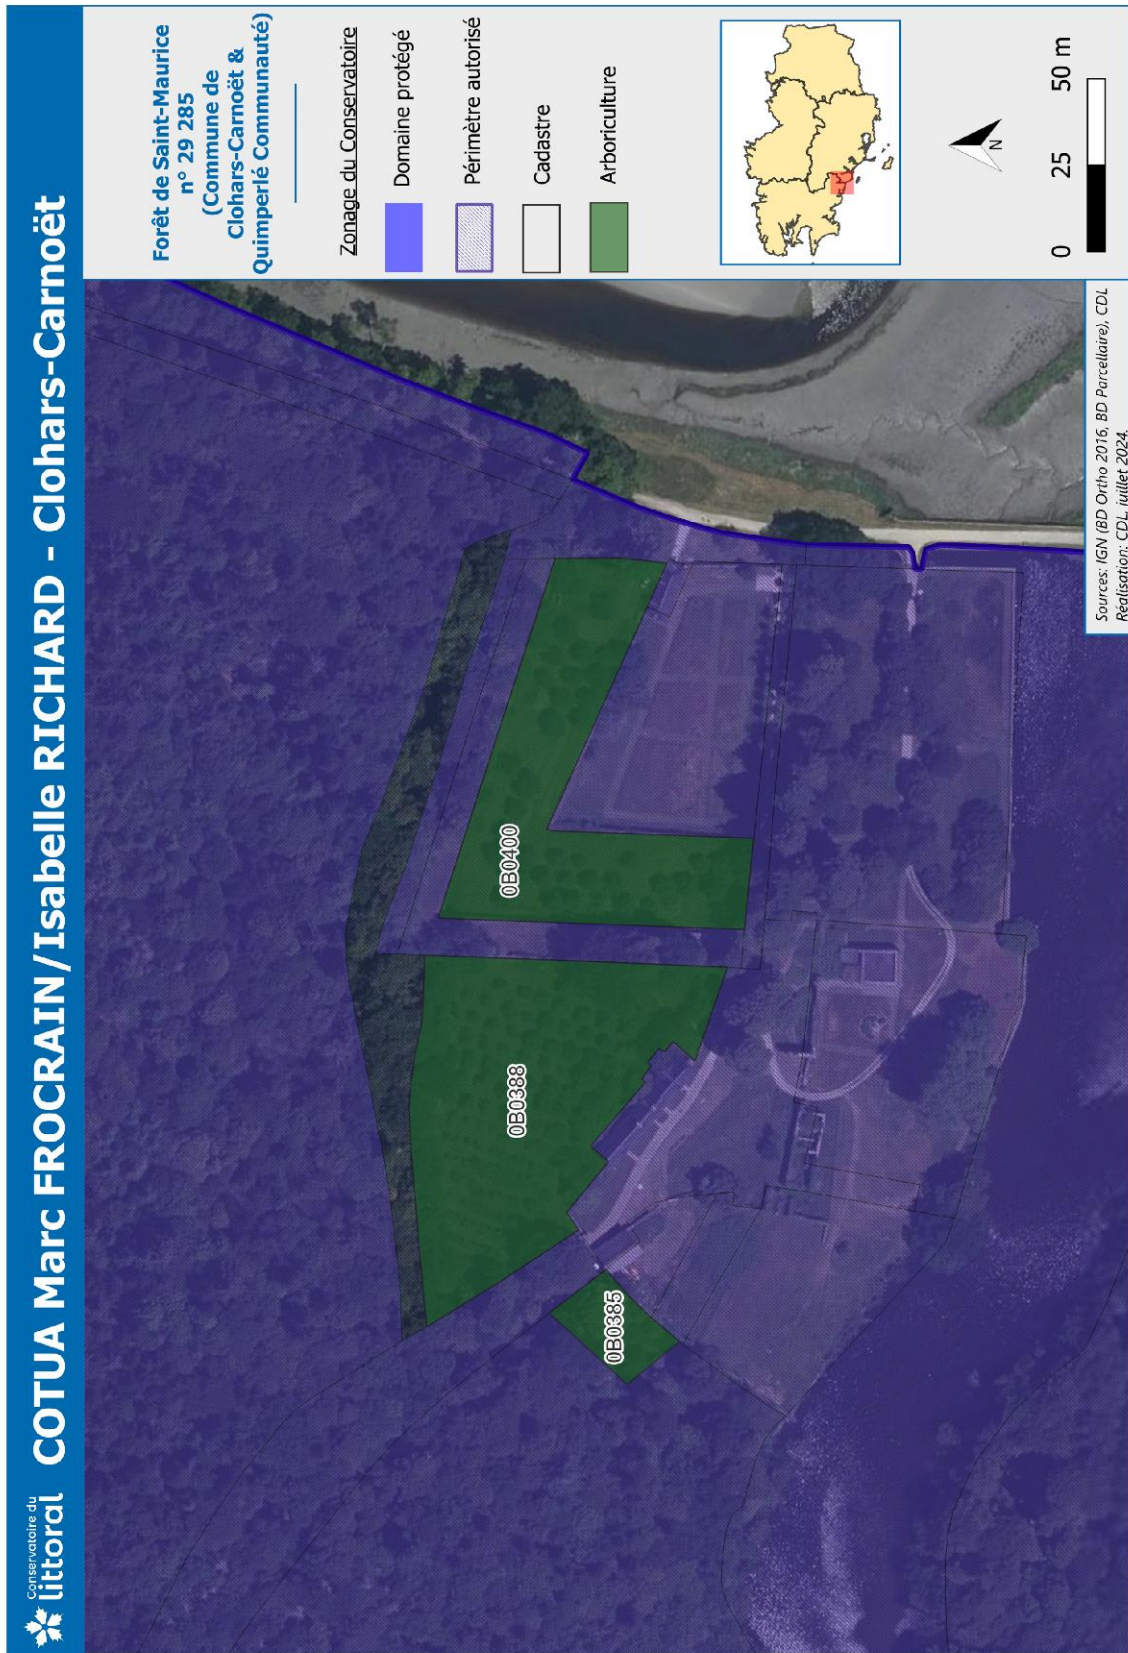 Conservatoire du
littoral
COTUA Marc FROCRAIN/Isabelle RICHARD - Clohars-Carnoët
Forêt de Saint-Maurice
n° 29 285
(Commune de
Clohars-Carnoët &
Quimperlé Communauté)
Zonage du Conservatoire
Domaine protégé
Périmètre autorisé
Cadastre
Arboriculture
N
0 25 50 m
0B0400
0B0388
0B0385
Sources: IGN (BD Ortho 2016, BD Parcellaire), CDL
Réalisation: CDL, juillet 2024.